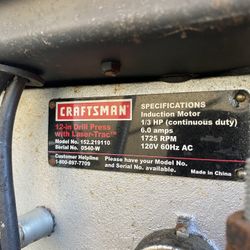 CRAFTSMAN
12-in Drill Press
with Laser-Trac™
Model No. 152.219110
Serial No. 0540-W
Customer Helpline
1-800-897-7709
SPECIFICATIONS
Induction Motor
1/3 HP (continuous duty)
6.0 amps
1725 RPM
120V 60Hz AC
Please have your Model No.
and Serial No. available.
Made in China